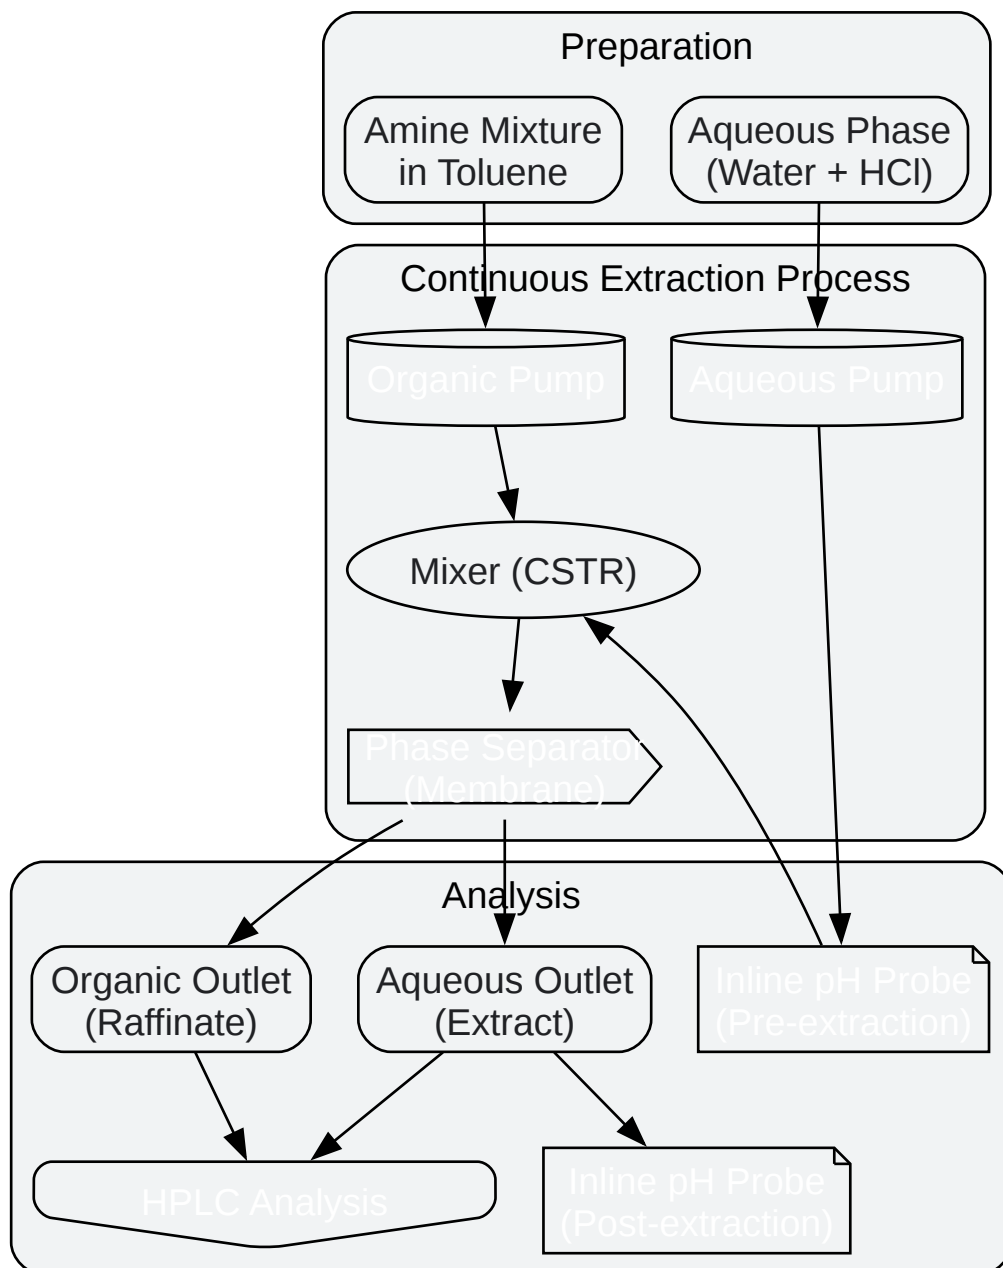 Preparation
Amine Mixture
in Toluene
Aqueous Phase
(Water + HCl)
Continuous Extraction Process
Organic Pump
Aqueous Pump
Mixer (CSTR)
Phase Separator
(Membrane)
Analysis
Organic Outlet
(Raffinate)
Aqueous Outlet
(Extract)
Inline pH Probe
(Pre-extraction)
HPLC Analysis
Inline pH Probe
(Post-extraction)